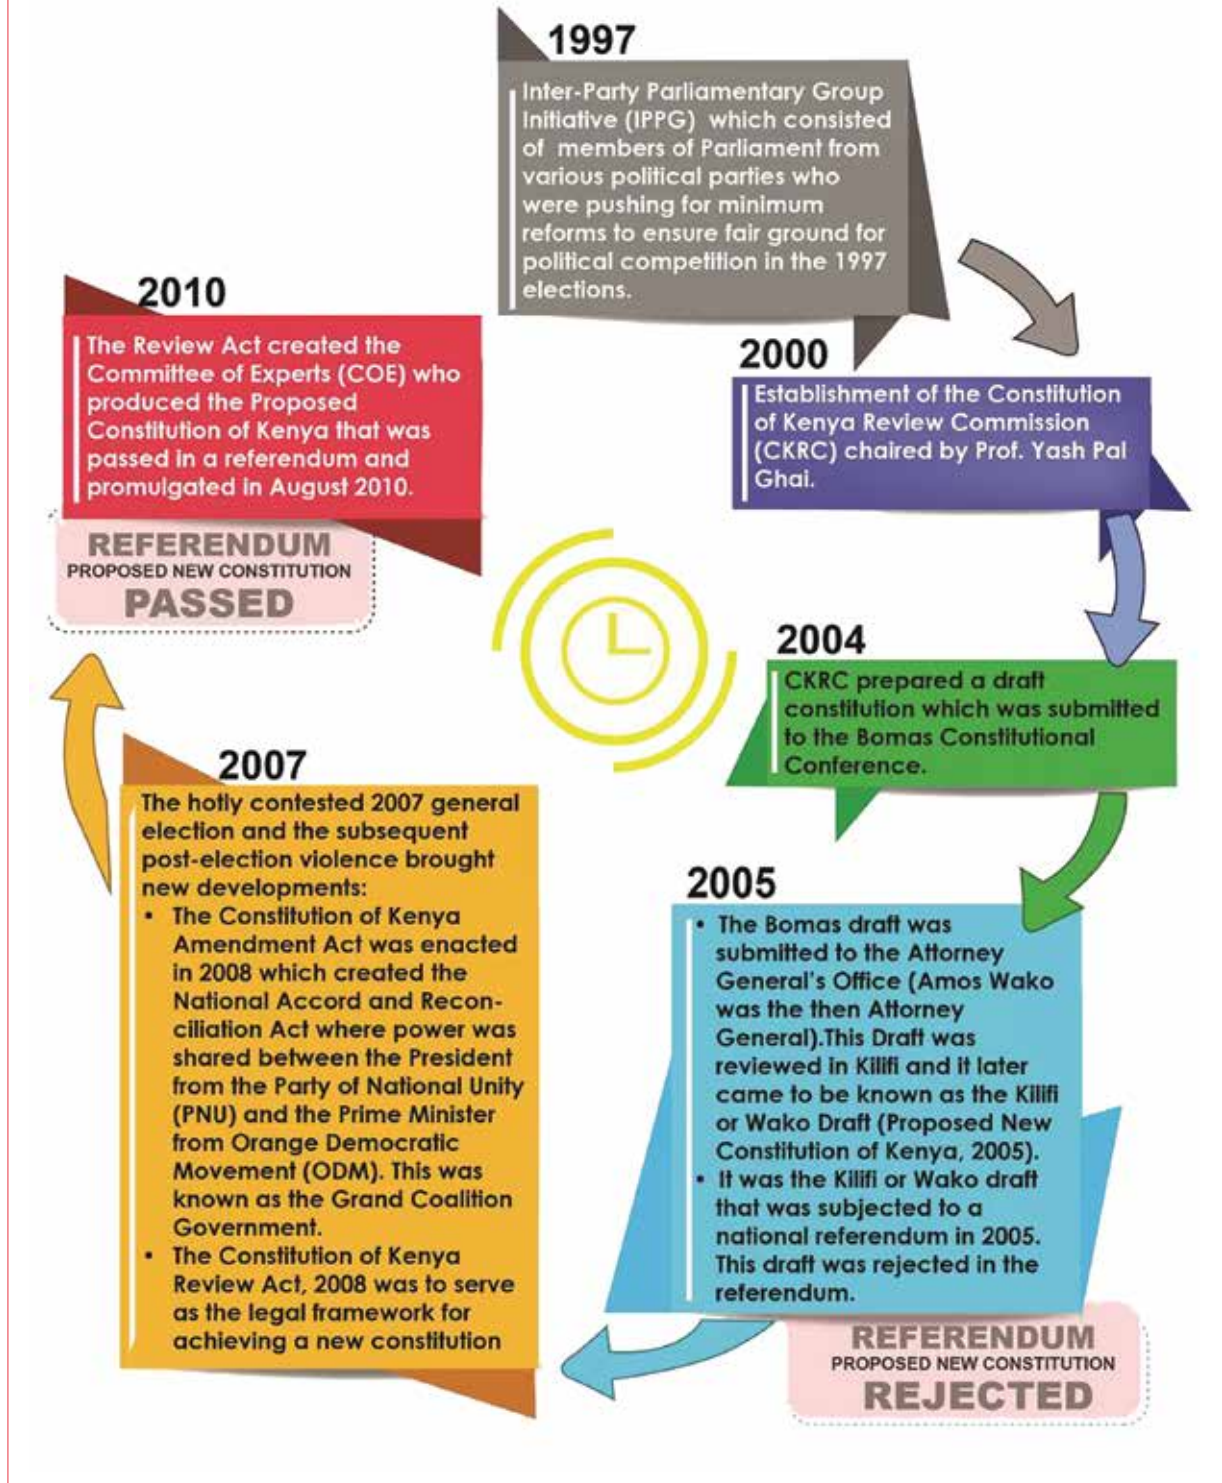 1997
Inter-Party Parliamentary Group
Initiative (IPPG) which consisted
of members of Parliament from
various political parties who
were pushing for minimum
reforms to ensure fair ground for
political competition in the 1997
elections.
2000
Establishment of the Constitution
of Kenya Review Commission
(CKRC) chaired by Prof. Yash Pal
Ghai.
2004
CKRC prepared a draft
constitution which was submitted
to the Bomas Constitutional
Conference.
2005
• The Bomas draft was
submitted to the Attorney
General's Office (Amos Wako
was the then Attorney
General).This Draft was
reviewed in Kilifi and it later
came to be known as the Kilifi
or Wako Draft (Proposed New
Constitution of Kenya, 2005).
• It was the Kilifi or Wako draft
that was subjected to a
national referendum in 2005.
This draft was rejected in the
referendum.
REFERENDUM
PROPOSED NEW CONSTITUTION
REJECTED
2007
The hotly contested 2007 general
election and the subsequent
post-election violence brought
new developments:
• The Constitution of Kenya
Amendment Act was enacted
in 2008 which created the
National Accord and Recon-
ciliation Act where power was
shared between the President
from the Party of National Unity
(PNU) and the Prime Minister
from Orange Democratic
Movement (ODM). This was
known as the Grand Coalition
Government.
• The Constitution of Kenya
Review Act, 2008 was to serve
as the legal framework for
achieving a new constitution
2010
The Review Act created the
Committee of Experts (COE) who
produced the Proposed
Constitution of Kenya that was
passed in a referendum and
promulgated in August 2010.
REFERENDUM
PROPOSED NEW CONSTITUTION
PASSED